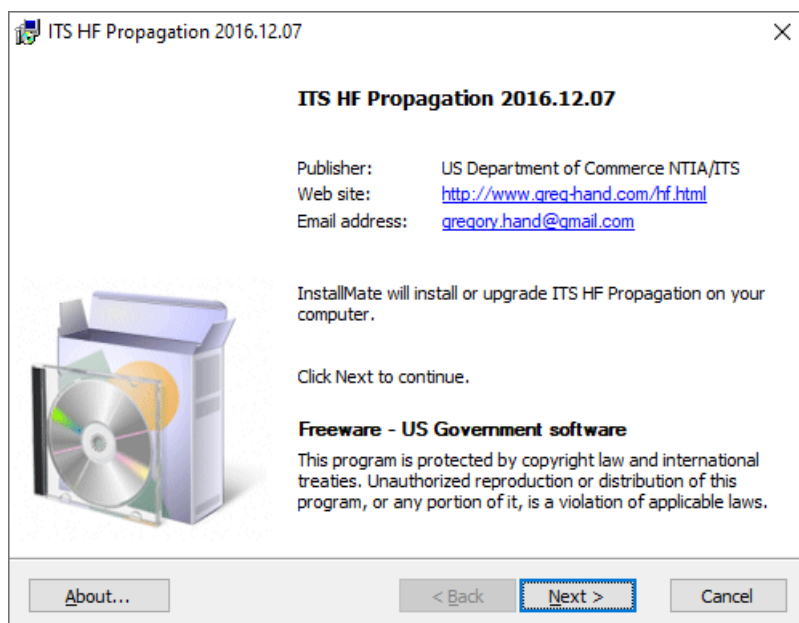 ITS HF Propagation 2016.12.07
ITS HF Propagation 2016.12.07
Publisher: US Department of Commerce NTIA/ITS
Web site: http://www.greg-hand.com/hf.html
Email address: gregory.hand@gmail.com
InstallMate will install or upgrade ITS HF Propagation on your
computer.
Click Next to continue.
Freeware - US Government software
This program is protected by copyright law and international
treaties. Unauthorized reproduction or distribution of this
program, or any portion of it, is a violation of applicable laws.
About... < Back Next > Cancel